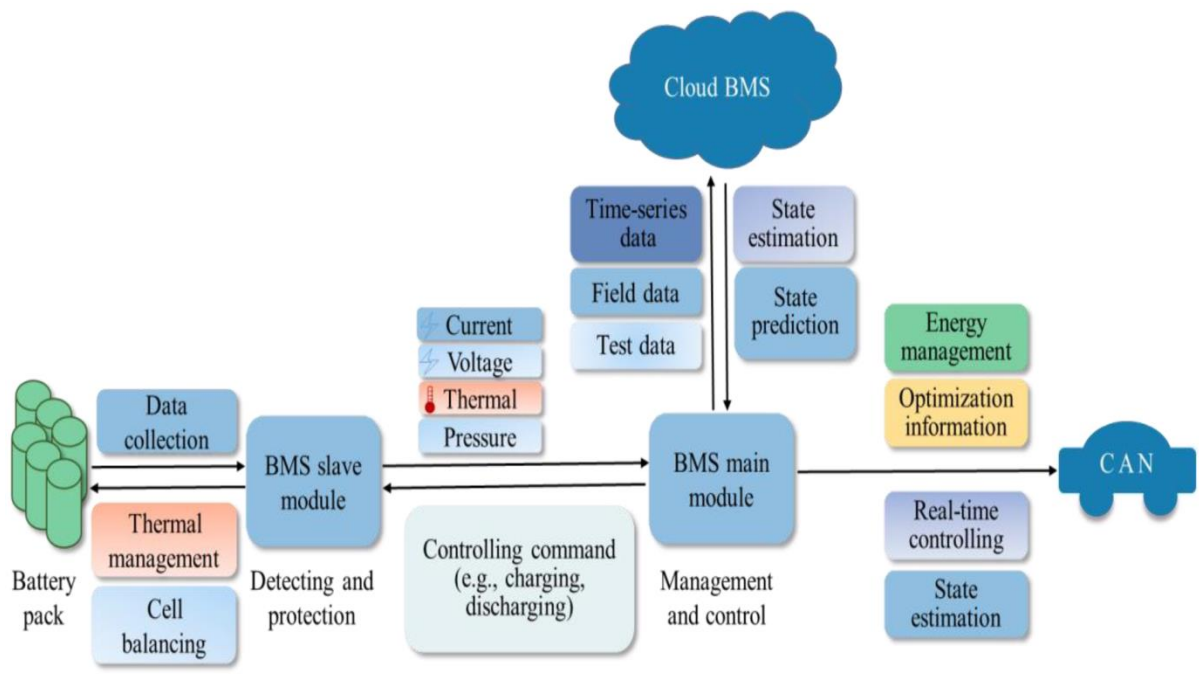 Cloud BMS
Time-series
data
Field data
Test data
State
estimation
State
prediction
Current
Voltage
Thermal
Pressure
Energy
management
Optimization
information
Data
collection
BMS slave
module
BMS main
module
CAN
Thermal
management
Cell
balancing
Controlling command
(e.g., charging,
discharging)
Real-time
controlling
State
estimation
Battery
pack
Detecting and
protection
Management
and control